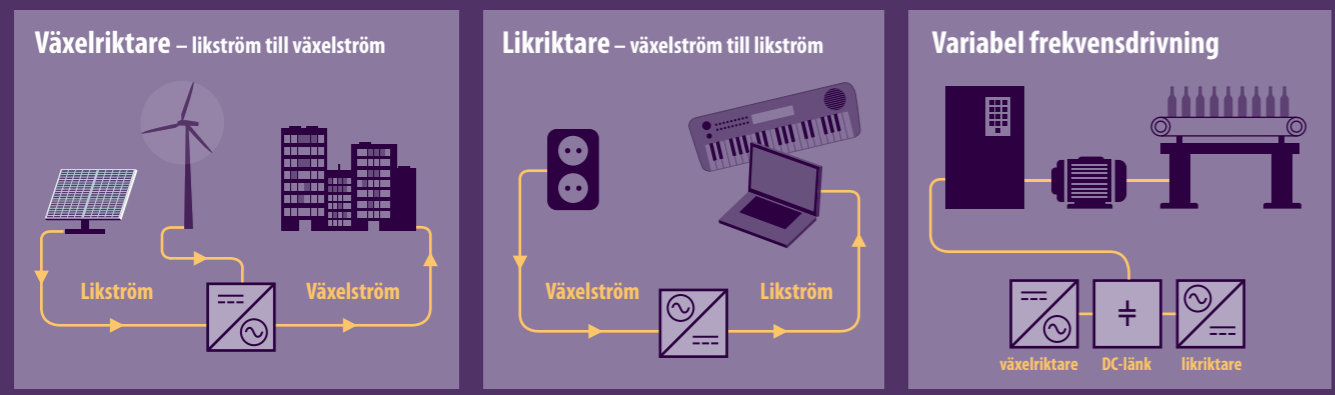 Växelriktare – likström till växelström
Likström
Växelström
Likriktare – växelström till likström
Växelström
Likström
Variabel frekvensdrivning
växelriktare
DC-länk
likriktare